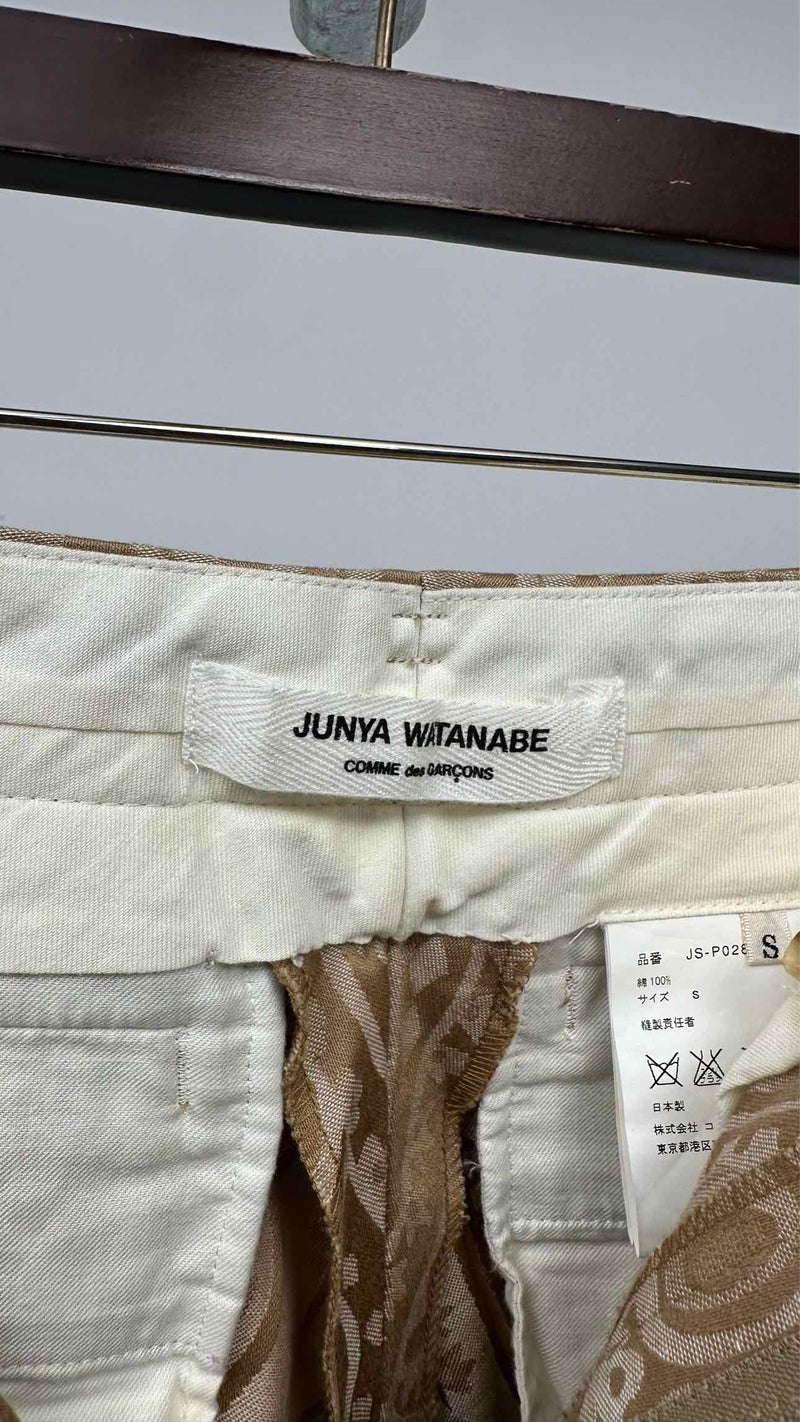 JUNYA WATANABE
COMME des GARÇONS
品番 JS-P028
S
綿 100%
サイズ S
縫製責任者
日本製
株式会社 コ
東京都港区